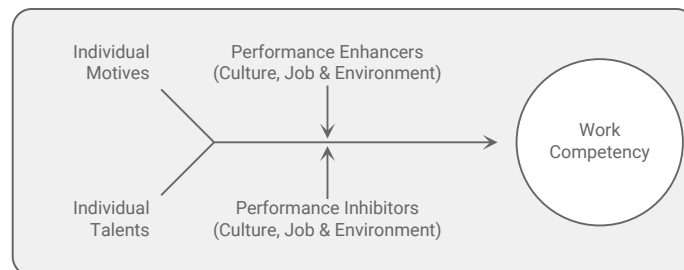 Individual
Motives
Performance Enhancers
(Culture, Job & Environment)
Work
Competency
Individual
Talents
Performance Inhibitors
(Culture, Job & Environment)